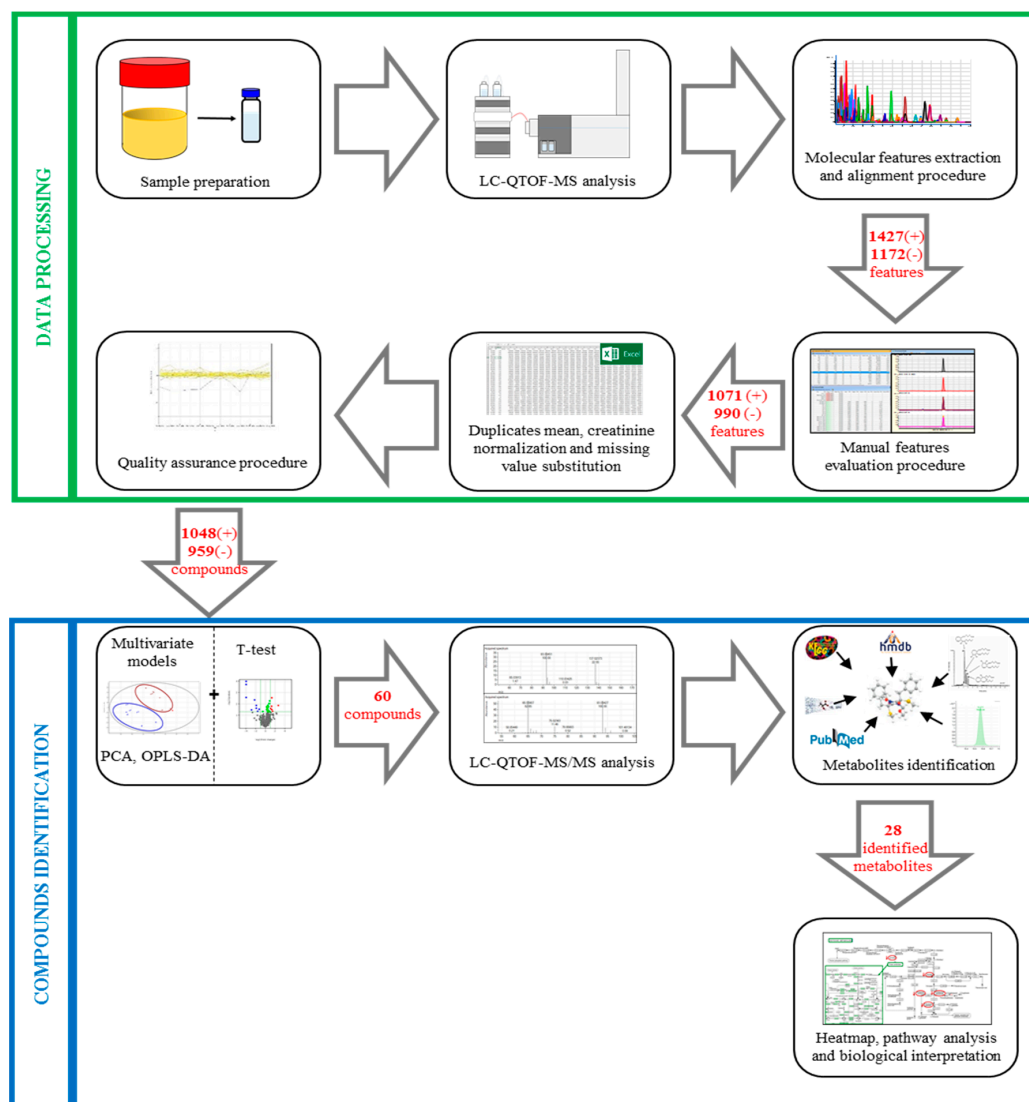 DATA PROCESSING
Sample preparation
LC-QTOF-MS analysis
Molecular features extraction
and alignment procedure
1427(+)
1172(-)
features
Manual features
evaluation procedure
1071 (+)
990 (-)
features
Excel
Duplicates mean, creatinine
normalization and missing
value substitution
Quality assurance procedure
1048(+)
959(-)
compounds
COMPOUNDS IDENTIFICATION
Multivariate
models
+
T-test
PCA, OPLS-DA
60
compounds
LC-QTOF-MS/MS analysis
KEGG
hmdb
PubMed
Metabolites identification
28
identified
metabolites
Heatmap, pathway analysis
and biological interpretation